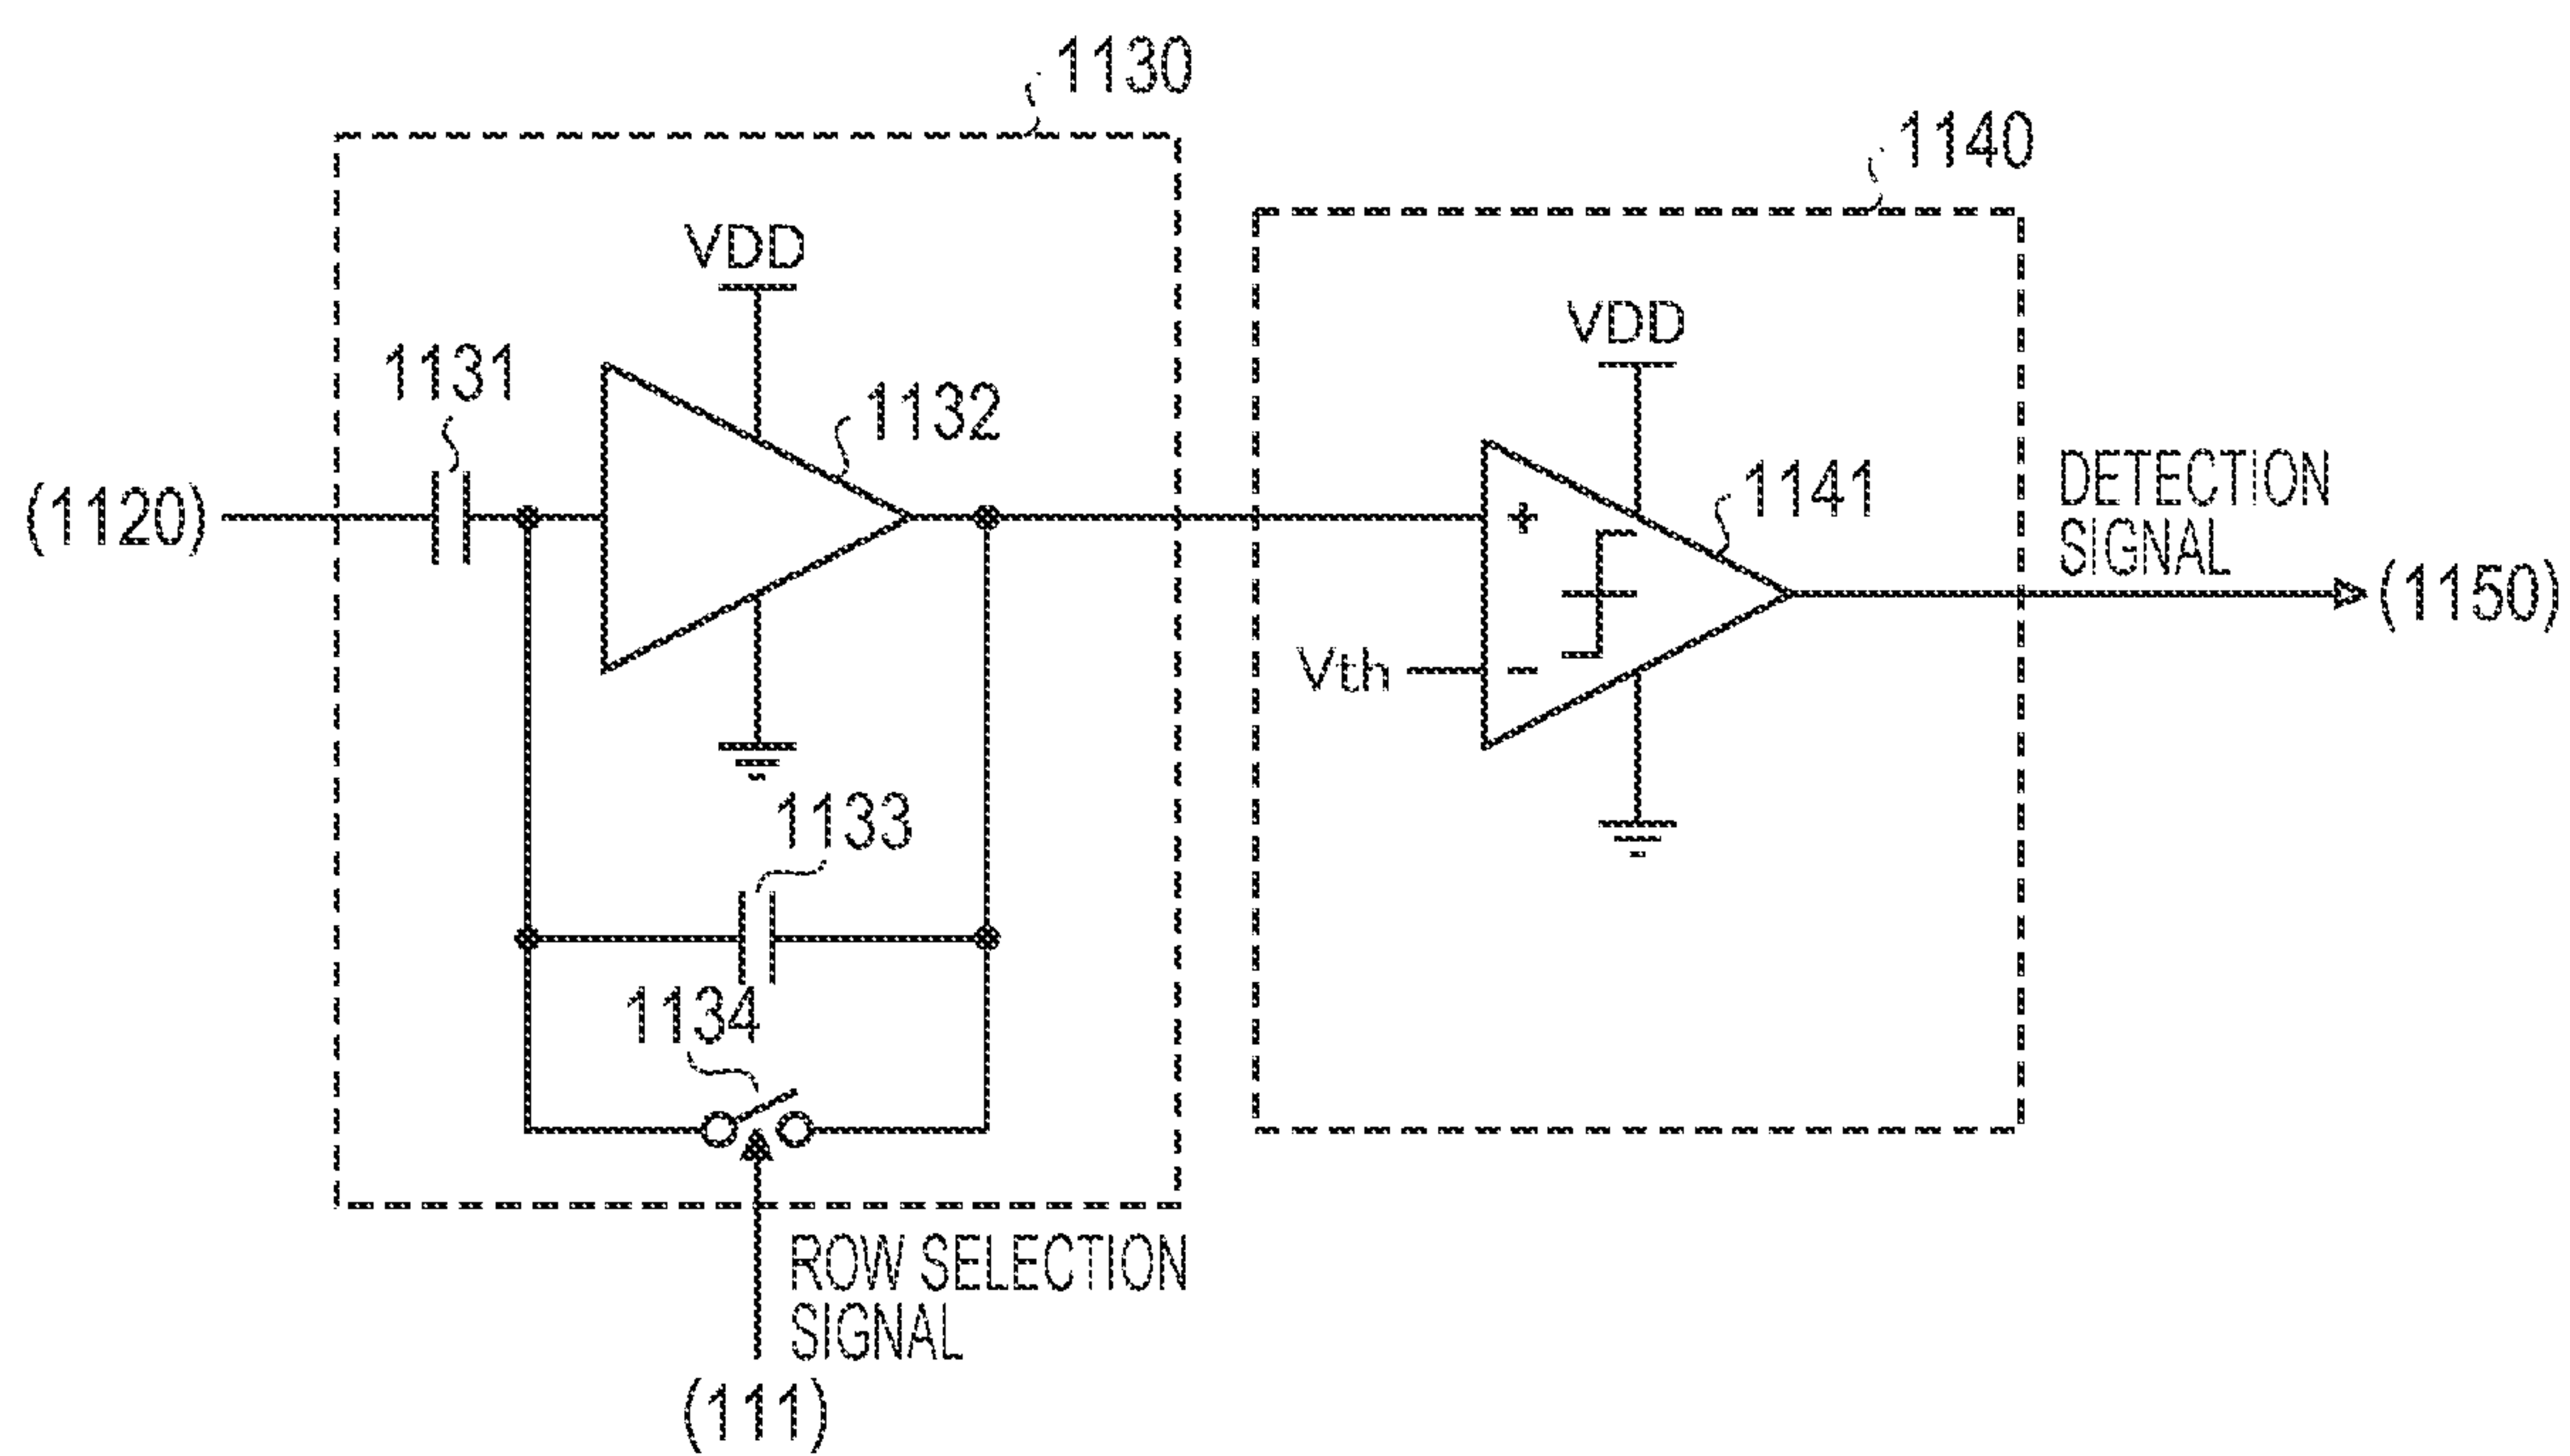 1130
1140
VDD
VDD
1131
1132
1141
DETECTION
SIGNAL
(1120)
+
(1150)
Vth
-
1133
1134
ROW SELECTION
SIGNAL
(111)